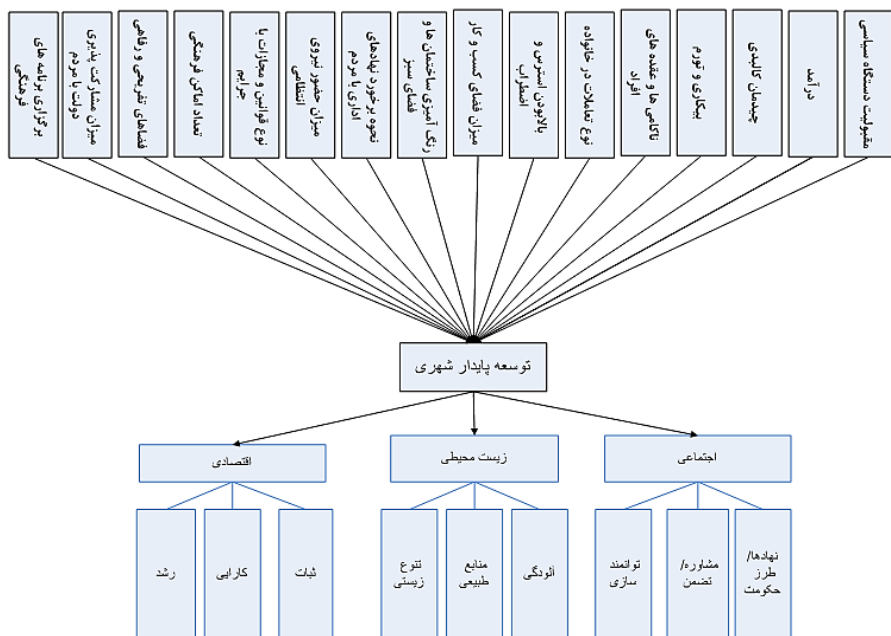 مقبولیت دستگاه سیاسی
درآمد
چیدمان کالبدی
بیکاری و تورم
ناکامی ها و عقده های
افراد
نوع تعاملات در خانواده
بالابودن استرس و
اضطراب
میزان فضای کسب و کار
رنگ آمیزی ساختمان ها و
فضای سبز
نحوه برخورد نهادهای
اداری با مردم
میزان حضور نیروی
انتظامی
نوع قوانین و مجازات با
جرایم
تعداد اماکن فرهنگی
فضاهای تفریحی و رفاهی
میزان مشارکت پذیری
دولت با مردم
برگزاری برنامه های
فرهنگی
توسعه پایدار شهری
اجتماعی
زیست محیطی
اقتصادی
نهادها/
طرز
حکومت
مشاوره/
تضمن
توانمند
سازی
آلودگی
منابع
طبیعی
تنوع
زیستی
ثبات
کارایی
رشد